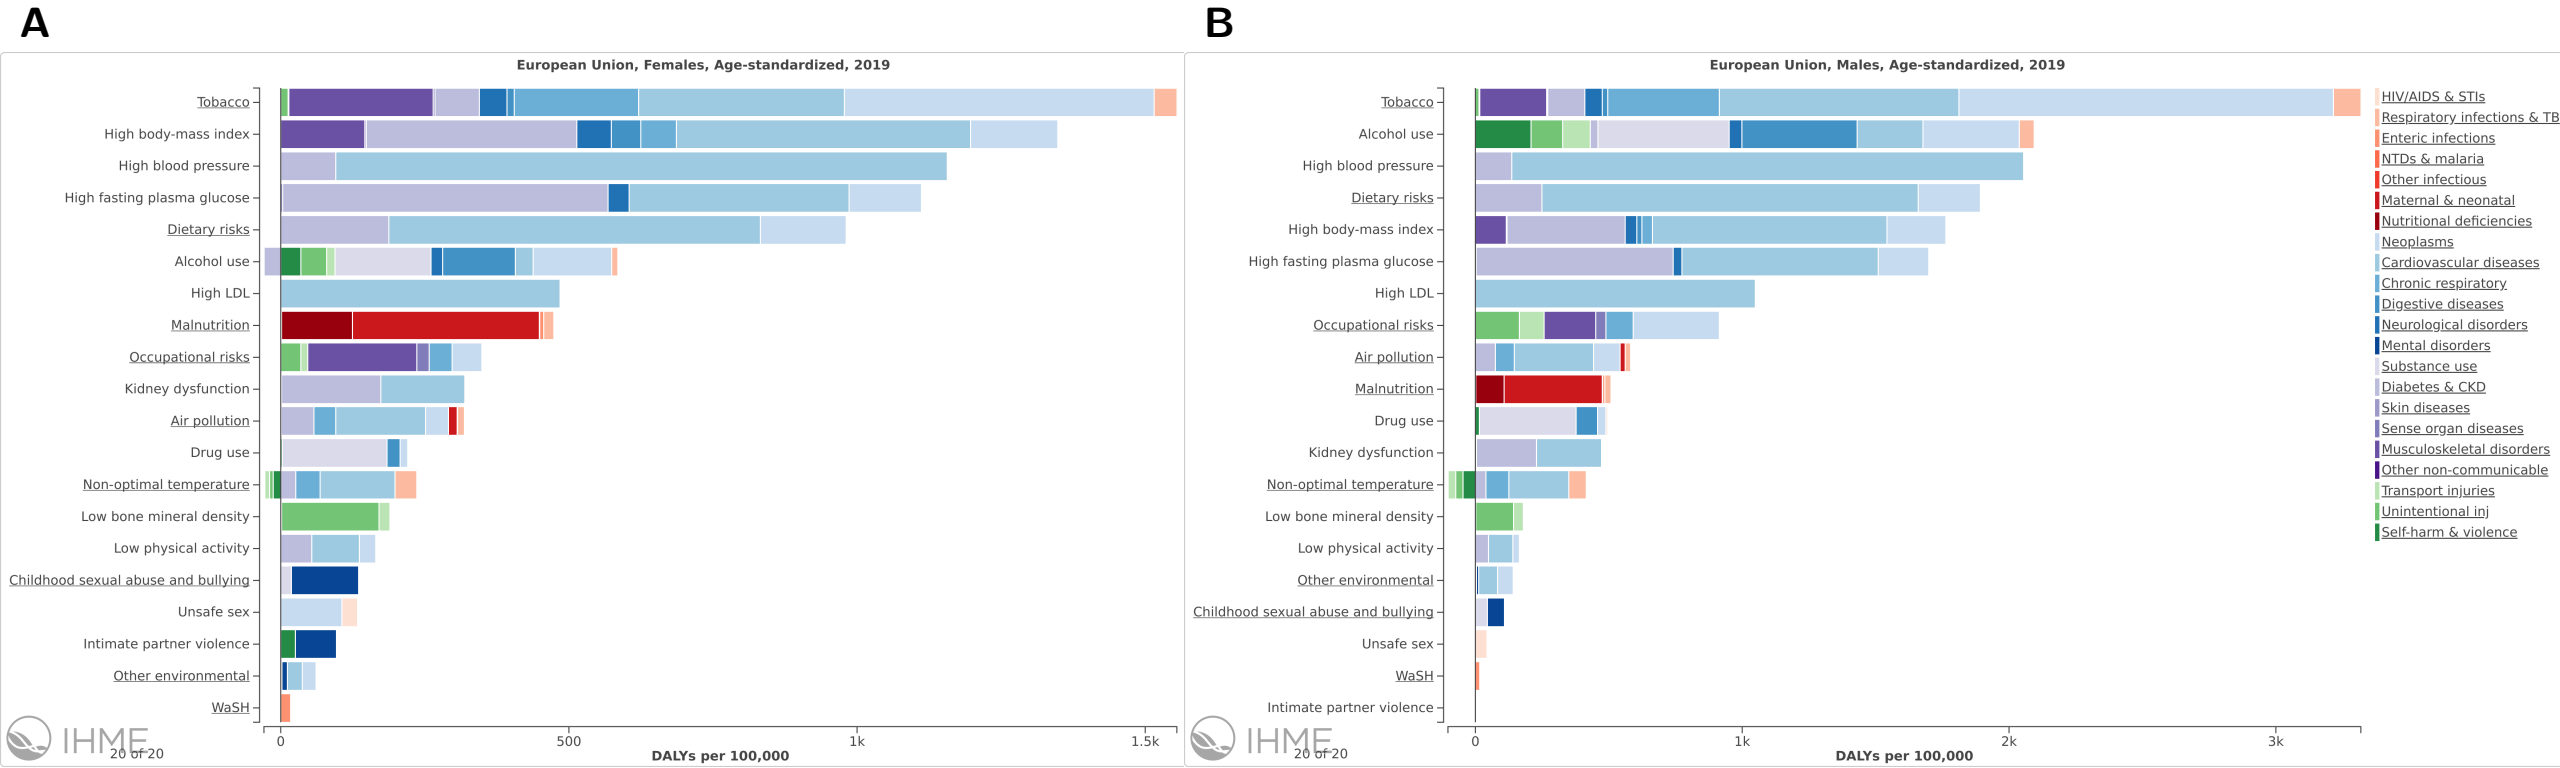 A
European Union, Females, Age-standardized, 2019
Tobacco
High body-mass index
High blood pressure
High fasting plasma glucose
Dietary risks
Alcohol use
High LDL
Malnutrition
Occupational risks
Kidney dysfunction
Air pollution
Drug use
Non-optimal temperature
Low bone mineral density
Low physical activity
Childhood sexual abuse and bullying
Unsafe sex
Intimate partner violence
Other environmental
WaSH
0 500 1k 1.5k
IHME
20 of 20
DALYs per 100,000
B
European Union, Males, Age-standardized, 2019
Tobacco
Alcohol use
High blood pressure
Dietary risks
High body-mass index
High fasting plasma glucose
High LDL
Occupational risks
Air pollution
Malnutrition
Drug use
Kidney dysfunction
Non-optimal temperature
Low bone mineral density
Low physical activity
Other environmental
Childhood sexual abuse and bullying
Unsafe sex
WaSH
Intimate partner violence
0 1k 2k 3k
IHME
20 of 20
DALYs per 100,000
HIV/AIDS & STIs
Respiratory infections & TB
Enteric infections
NTDs & malaria
Other infectious
Maternal & neonatal
Nutritional deficiencies
Neoplasms
Cardiovascular diseases
Chronic respiratory
Digestive diseases
Neurological disorders
Mental disorders
Substance use
Diabetes & CKD
Skin diseases
Sense organ diseases
Musculoskeletal disorders
Other non-communicable
Transport injuries
Unintentional inj
Self-harm & violence